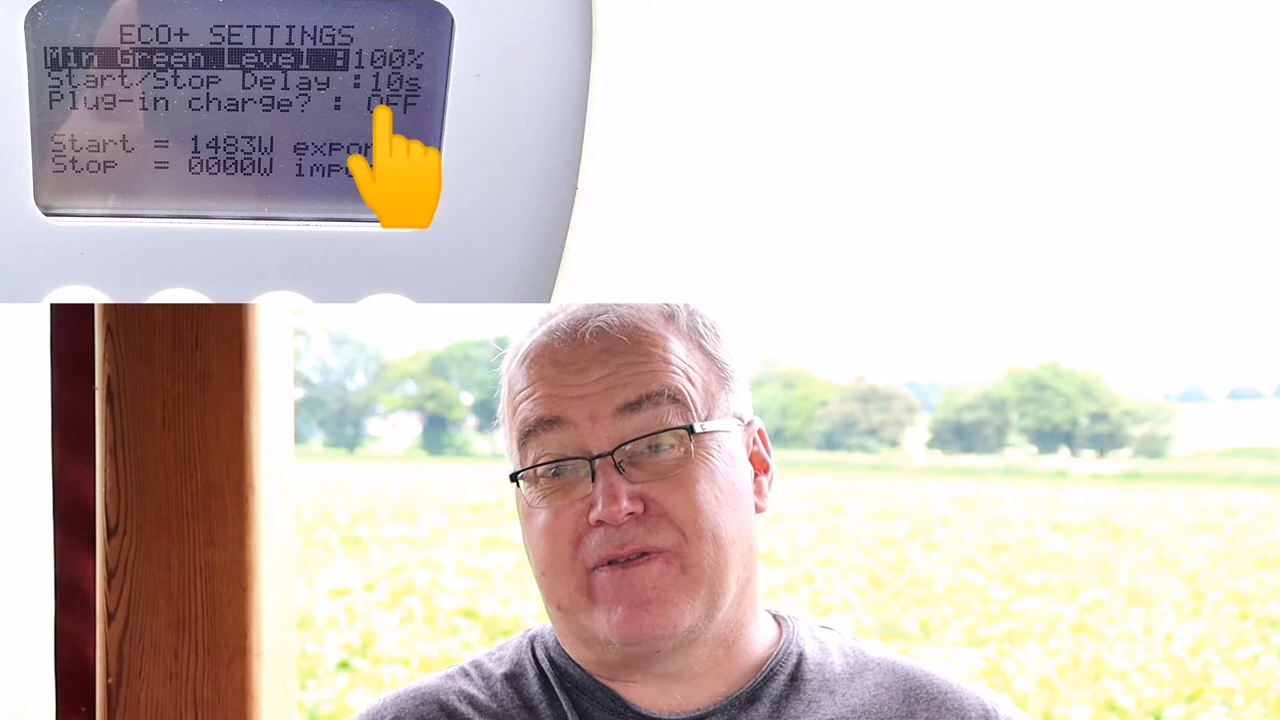 ECO+ SETTINGS
Min Green Level :100%
Start/Stop Delay :10s
Plug-in charge? : OFF
Start = 1483W
Stop = 0000W